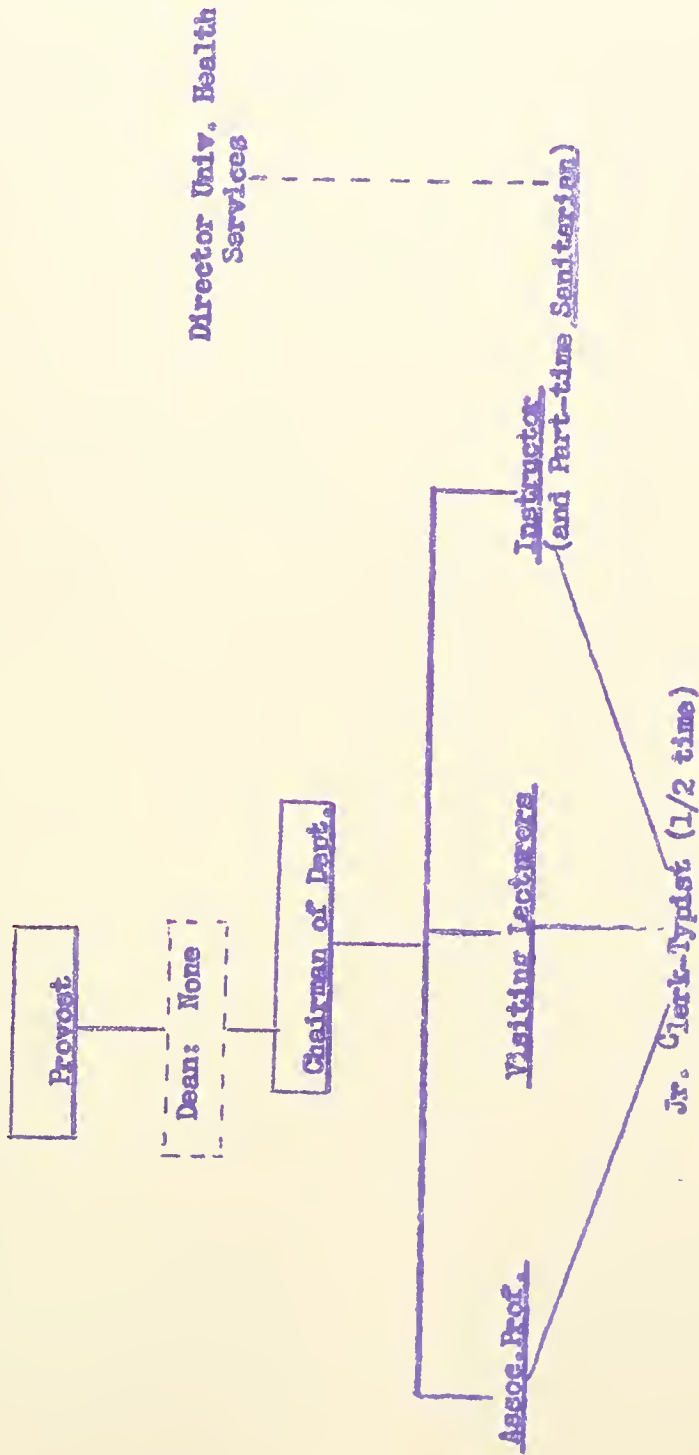 Provost
Dean: None
Chairman of Dept.
Director Univ. Health
Services
Assoc.Prof.
Visiting Lecturers
Instructor
(and Part-time Sanitarian)
Jr. Clerk-Typist (1/2 time)